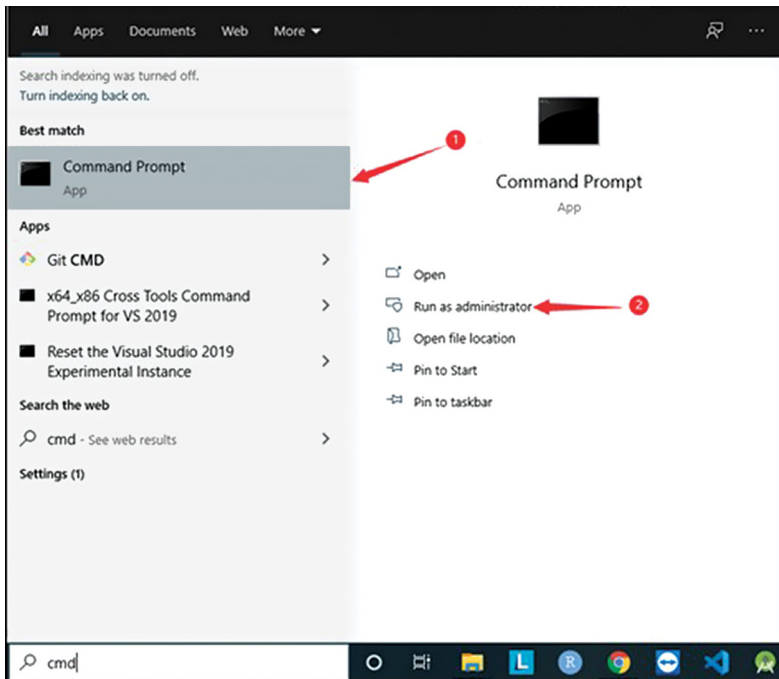 All Apps Documents Web More
Search indexing was turned off.
Turn indexing back on.
Best match
Command Prompt
App
Apps
Git CMD
x64_x86 Cross Tools Command
Prompt for VS 2019
Reset the Visual Studio 2019
Experimental Instance
Search the web
cmd - See web results
Settings (1)
1
Command Prompt
App
Open
Run as administrator
2
Open file location
Pin to Start
Pin to taskbar
cmd
L
R